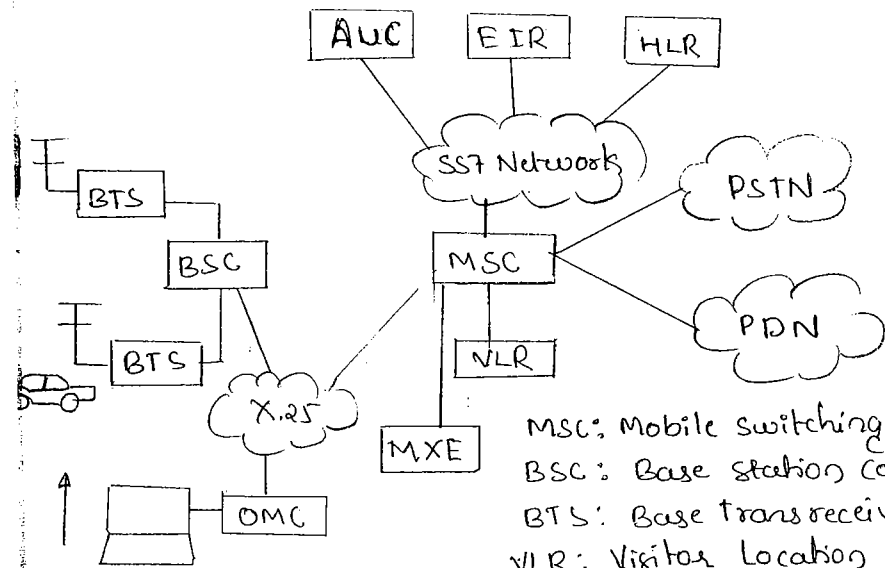 AUC
EIR
HLR
SS7 Network
PSTN
BTS
BSC
MSC
PDN
BTS
VLR
X.25
MXE
OMC
MSC: Mobile switching
BSC: Base station
BTS: Base transreceiv
VLR: Visitor Location